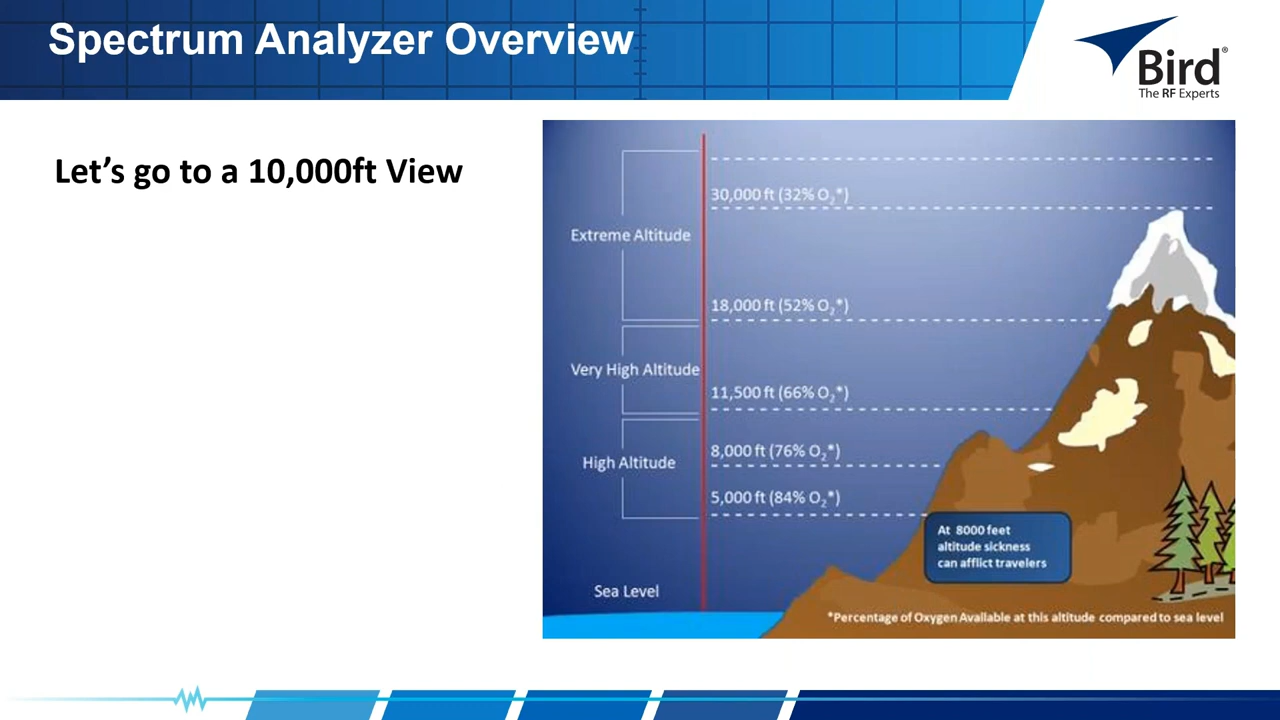 Spectrum Analyzer Overview
Bird®
The RF Experts
Let's go to a 10,000ft View
30,000 ft (32% O₂*)
Extreme Altitude
18,000 ft (52% O₂*)
Very High Altitude
11,500 ft (66% O₂*)
8,000 ft (76% O₂*)
High Altitude
5,000 ft (84% O₂*)
At 8000 feet
altitude sickness
can afflict travelers
Sea Level
*Percentage of Oxygen Available at this altitude compared to sea level